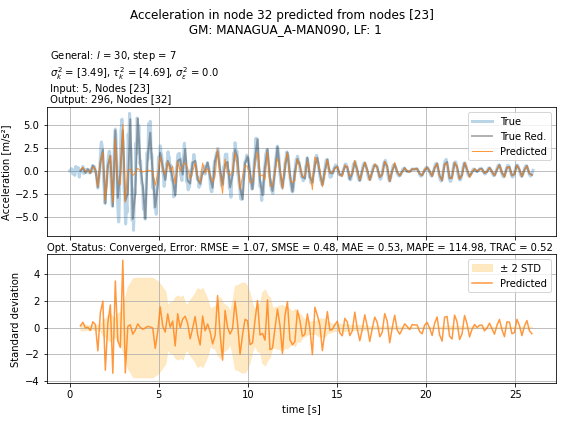 Acceleration in node 32 predicted from nodes [23]
GM: MANAGUA_A-MAN090, LF: 1
General: l = 30, step = 7
σ²ₖ = [3.49], τ²ₖ = [4.69], σ²ε = 0.0
Input: 5, Nodes [23]
Output: 296, Nodes [32]
Acceleration [m/s²]
5.0
2.5
0.0
−2.5
−5.0
True
True Red.
Predicted
Opt. Status: Converged, Error: RMSE = 1.07, SMSE = 0.48, MAE = 0.53, MAPE = 114.98, TRAC = 0.52
Standard deviation
4
2
0
−2
−4
± 2 STD
Predicted
0
5
10
15
20
25
time [s]